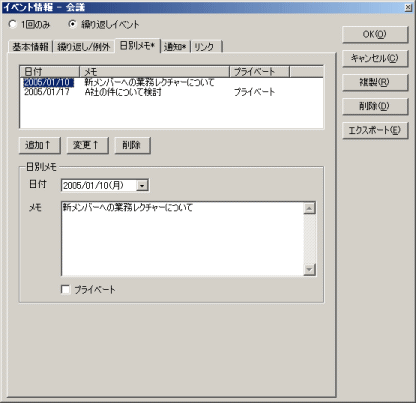 イベント情報 - 会議
1回のみ 繰り返しイベント
OK(O)
キャンセル(C)
複製(R)
削除(D)
エクスポート(E)
基本情報 繰り返し/例外 日別メモ* 通知* リンク
日付 メモ プライベート
2005/01/10 新メンバーへの業務レクチャーについて
2005/01/17 A社の件について検討 プライベート
追加↑ 変更↑ 削除
日別メモ
日付 2005/01/10(月)
メモ 新メンバーへの業務レクチャーについて
プライベート